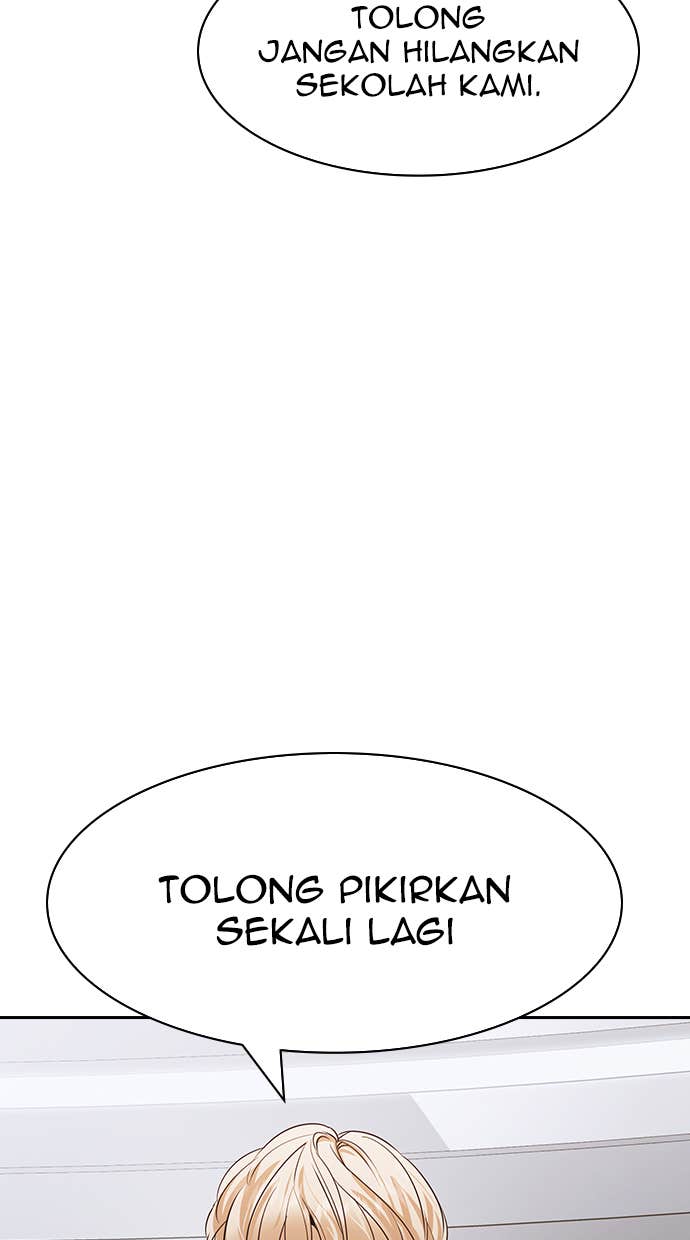 TOLONG
JANGAN HILANGKAN
SEKOLAH KAMI.
TOLONG PIKIRKAN
SEKALI LAGI